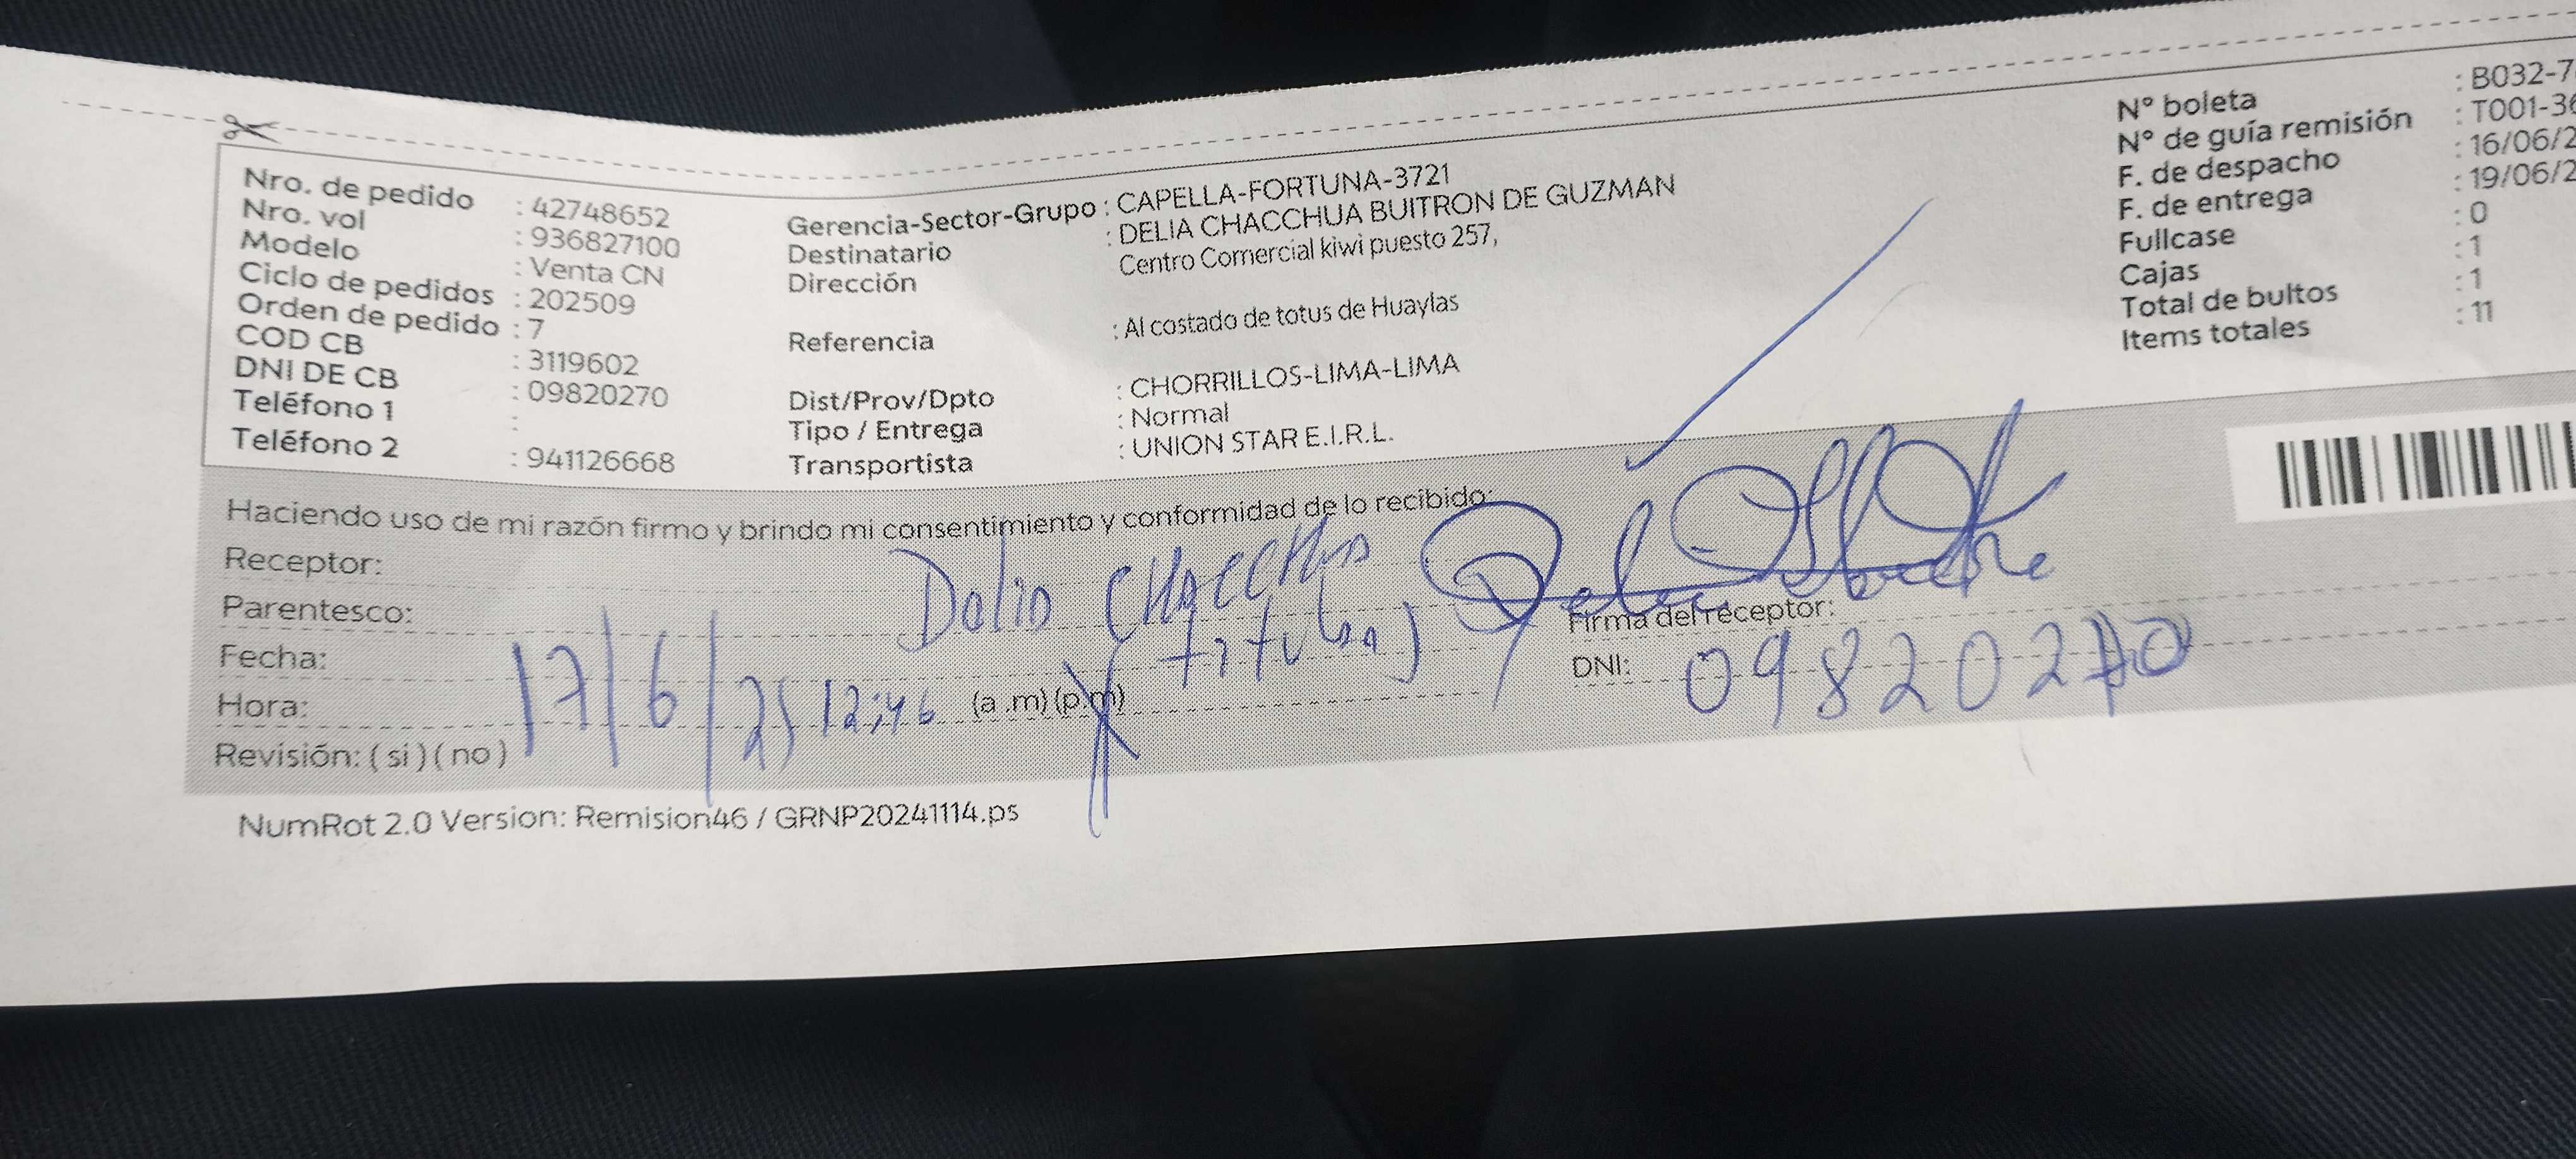 Nro. de pedido : 42748652
Nro. vol : 936827100
Modelo : Venta CN
Ciclo de pedidos : 202509
Orden de pedido : 7
COD CB : 3119602
DNI DE CB : 09820270
Teléfono 1 :
Teléfono 2 : 941126668
Gerencia-Sector-Grupo : CAPELLA-FORTUNA-3721
Destinatario : DELIA CHACCHUA BUITRON DE GUZMAN
Dirección Centro Comercial kiwi puesto 257,
Referencia : Al costado de totus de Huaylas
Dist/Prov/Dpto : CHORRILLOS-LIMA-LIMA
Tipo / Entrega : Normal
Transportista : UNION STAR E.I.R.L.
N° boleta : B032-7
N° de guía remisión : T001-36
F. de despacho : 16/06/2
F. de entrega : 19/06/2
Fullcase : 0
Cajas : 1
Total de bultos : 1
Items totales : 11
Haciendo uso de mi razón firmo y brindo mi consentimiento y conformidad de lo recibido:
Receptor: Delia CHACCHUA
Parentesco: titular
Fecha: 17/6/25
Hora: 12:46 (a .m) (p.m)
Revisión: ( si ) ( no )
Firma del receptor:
DNI: 09820270
NumRot 2.0 Version: Remision46 / GRNP20241114.ps